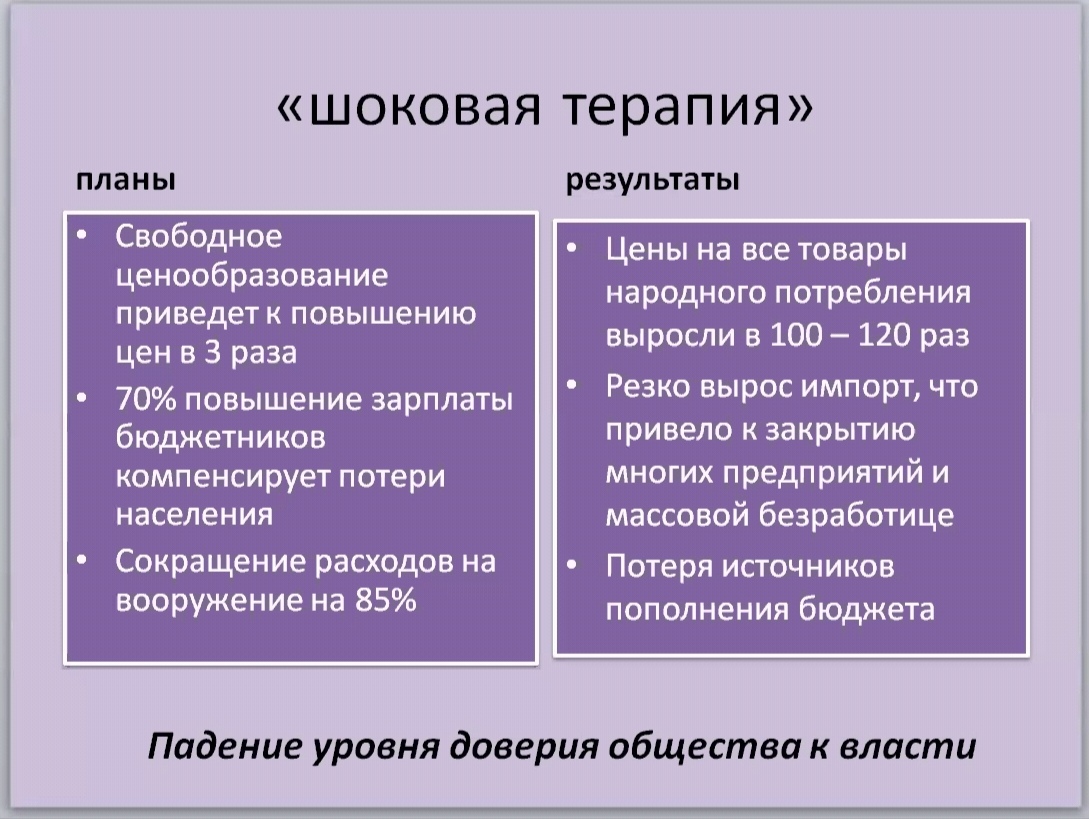 «шоковая терапия»
планы
• Свободное
ценообразование
приведет к повышению
цен в 3 раза
• 70% повышение зарплаты
бюджетников
компенсирует потери
населения
• Сокращение расходов на
вооружение на 85%
результаты
• Цены на все товары
народного потребления
выросли в 100 – 120 раз
• Резко вырос импорт, что
привело к закрытию
многих предприятий и
массовой безработице
• Потеря источников
пополнения бюджета
Падение уровня доверия общества к власти